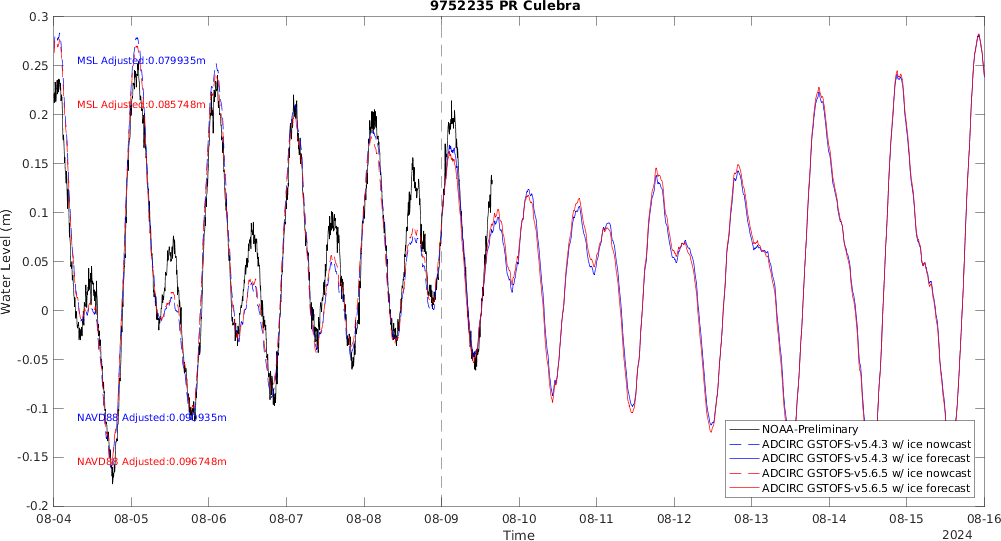 9752235 PR Culebra
0.3
0.25
0.2
0.15
0.1
0.05
0
-0.05
-0.1
-0.15
-0.2
Water Level (m)
MSL Adjusted:0.079935m
MSL Adjusted:0.085748m
NAVD88 Adjusted:0.090935m
NAVD88 Adjusted:0.096748m
NOAA-Preliminary
ADCIRC GSTOFS-v5.4.3 w/ ice nowcast
ADCIRC GSTOFS-v5.4.3 w/ ice forecast
ADCIRC GSTOFS-v5.6.5 w/ ice nowcast
ADCIRC GSTOFS-v5.6.5 w/ ice forecast
08-04 08-05 08-06 08-07 08-08 08-09 08-10 08-11 08-12 08-13 08-14 08-15 08-16
Time
2024